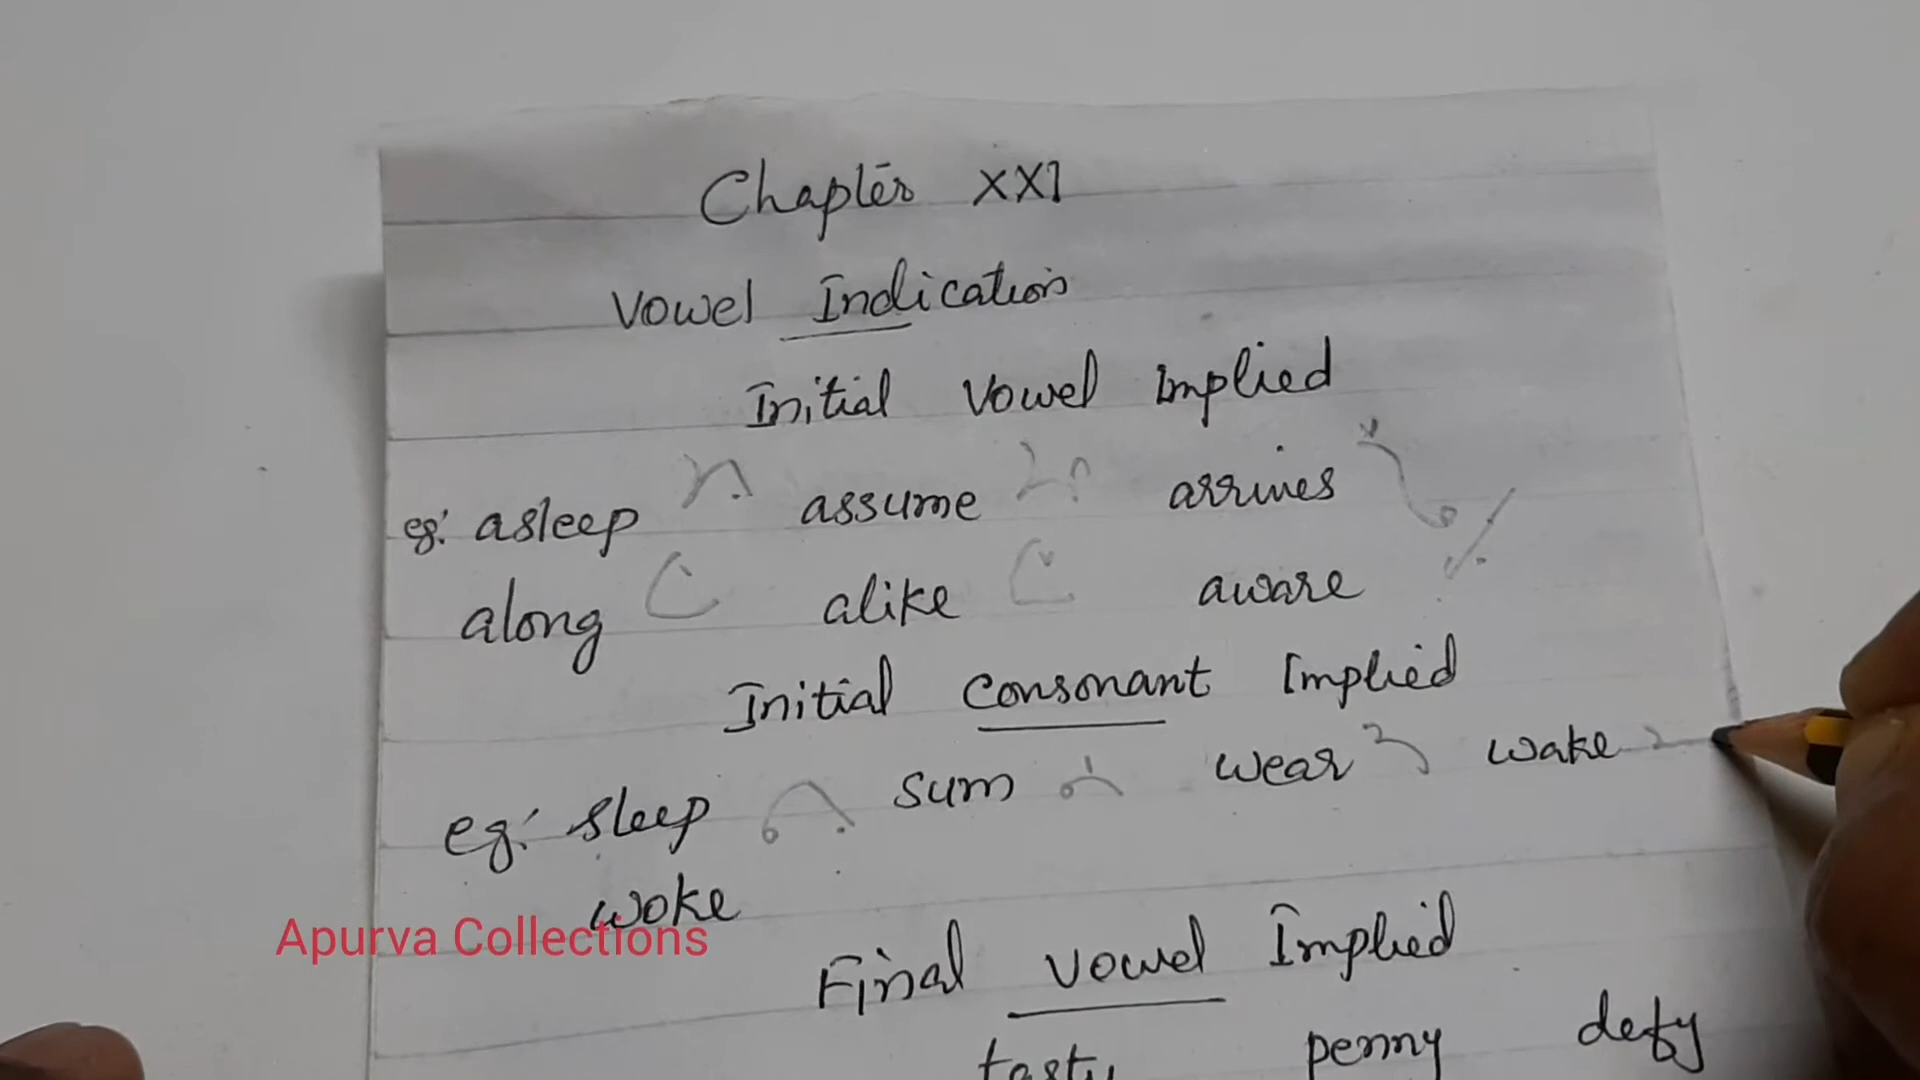 Chapter XXI
Vowel Indication
Initial Vowel Implied
eg: asleep assume arrives
along alike aware
Initial Consonant Implied
eg: sleep sum wear wake
woke
Apurva Collections
Final Vowel Implied
tasty penny defy